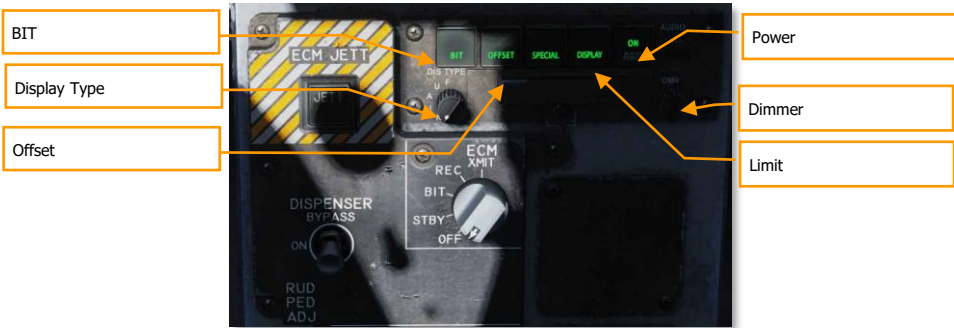 BIT
Display Type
Offset
Power
Dimmer
Limit
ECM JETT
JETT
BIT
OFFSET
SPECIAL
DISPLAY
ON
AUDIO
DIS TYPE
F
U
A
I
DMR
ECM
XMIT
REC
BIT
STBY
OFF
DISPENSER
BYPASS
ON
RUD
PED
ADJ